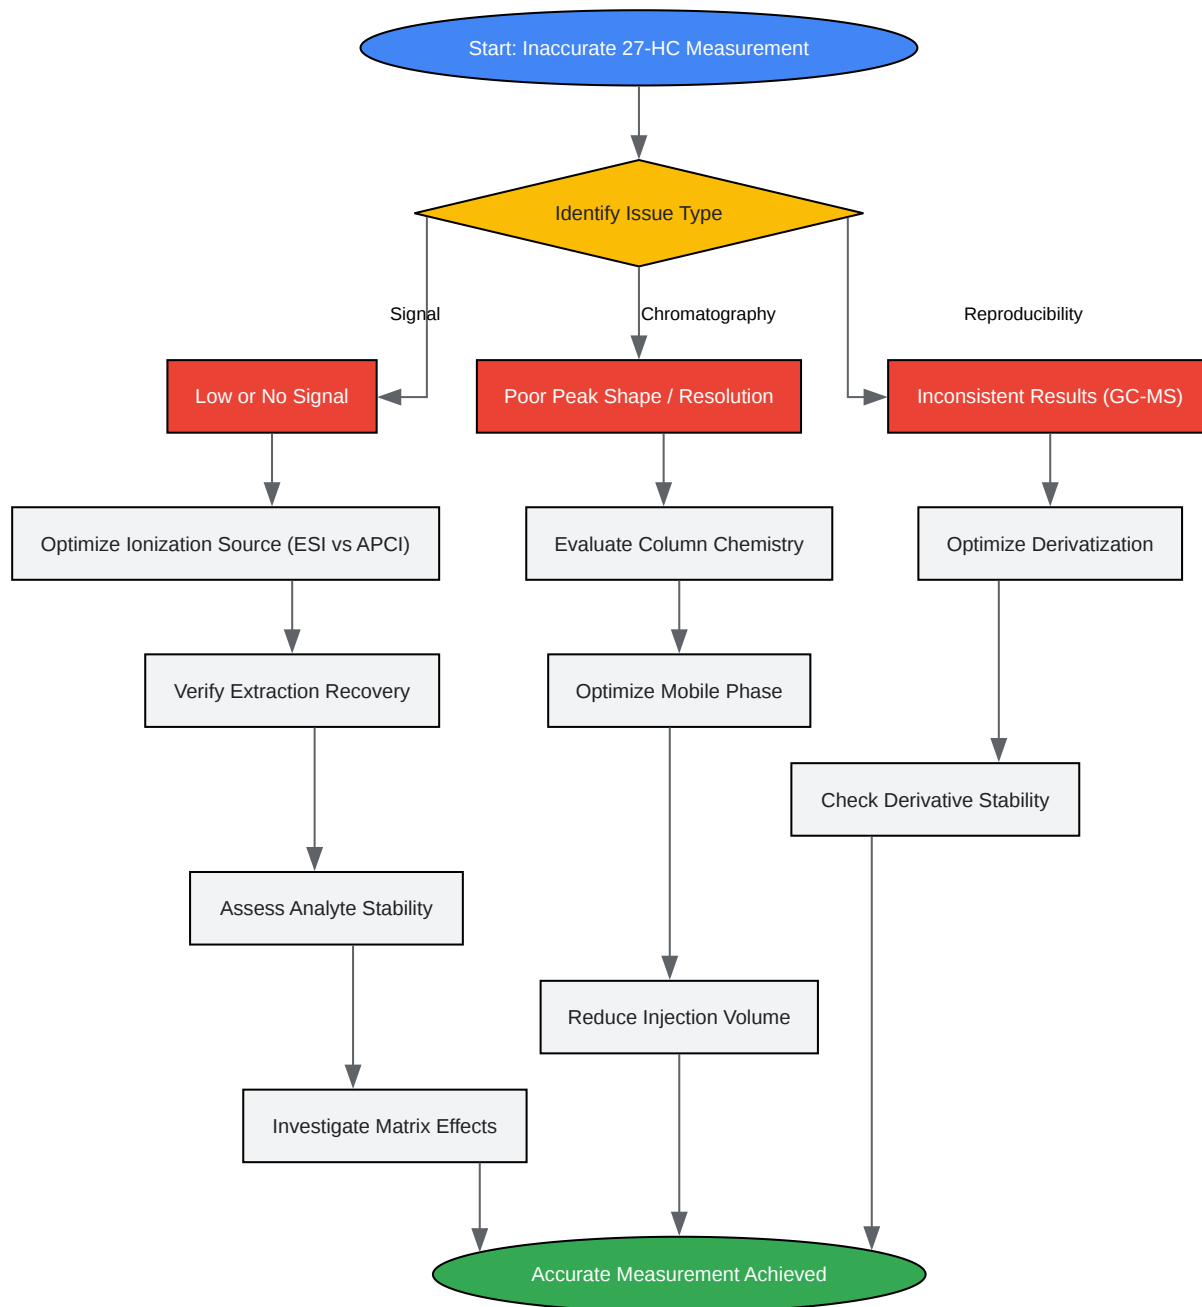 Start: Inaccurate 27-HC Measurement
Identify Issue Type
Signal
Chromatography
Reproducibility
Low or No Signal
Poor Peak Shape / Resolution
Inconsistent Results (GC-MS)
Optimize Ionization Source (ESI vs APCI)
Evaluate Column Chemistry
Optimize Derivatization
Verify Extraction Recovery
Optimize Mobile Phase
Check Derivative Stability
Assess Analyte Stability
Reduce Injection Volume
Investigate Matrix Effects
Accurate Measurement Achieved